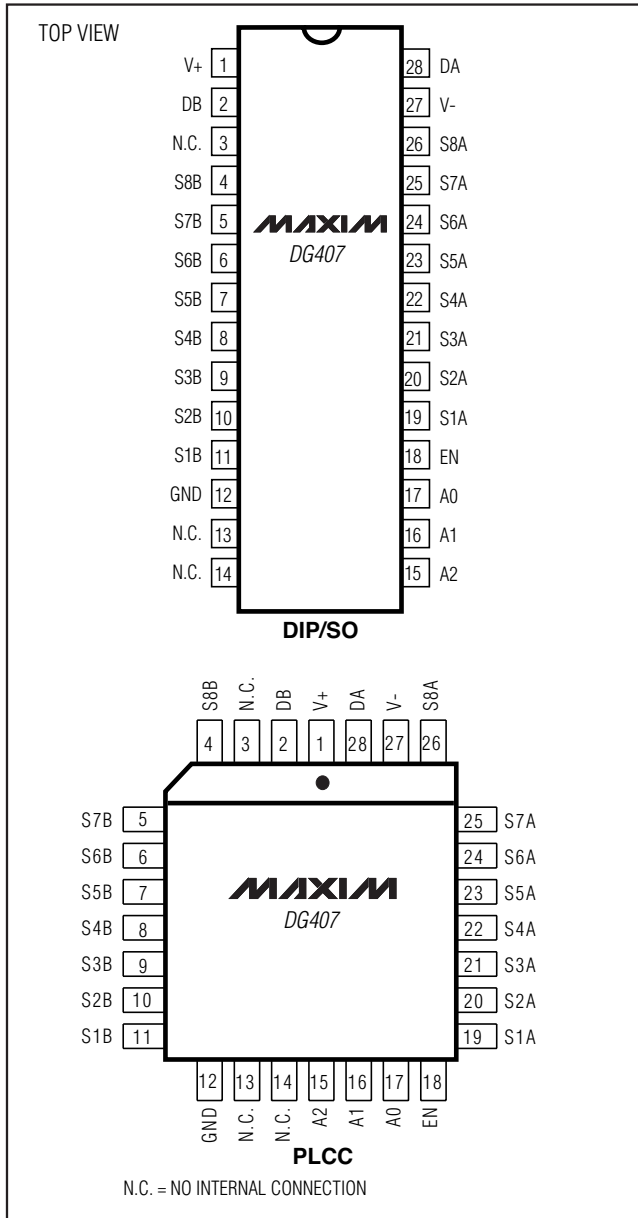 TOP VIEW
V+ 1 28 DA
DB 2 27 V-
N.C. 3 26 S8A
S8B 4 25 S7A
S7B 5 24 S6A
MAXIM
S6B 6 23 S5A
DG407
S5B 7 22 S4A
S4B 8 21 S3A
S3B 9 20 S2A
S2B 10 19 S1A
S1B 11 18 EN
GND 12 17 A0
N.C. 13 16 A1
N.C. 14 15 A2
DIP/SO
S8B N.C. DB V+ DA V- S8A
4 3 2 1 28 27 26
S7B 5 25 S7A
S6B 6 24 S6A
S5B 7 MAXIM 23 S5A
S4B 8 DG407 22 S4A
S3B 9 21 S3A
S2B 10 20 S2A
S1B 11 19 S1A
12 13 14 15 16 17 18
GND N.C. N.C. A2 A1 A0 EN
PLCC
N.C. = NO INTERNAL CONNECTION